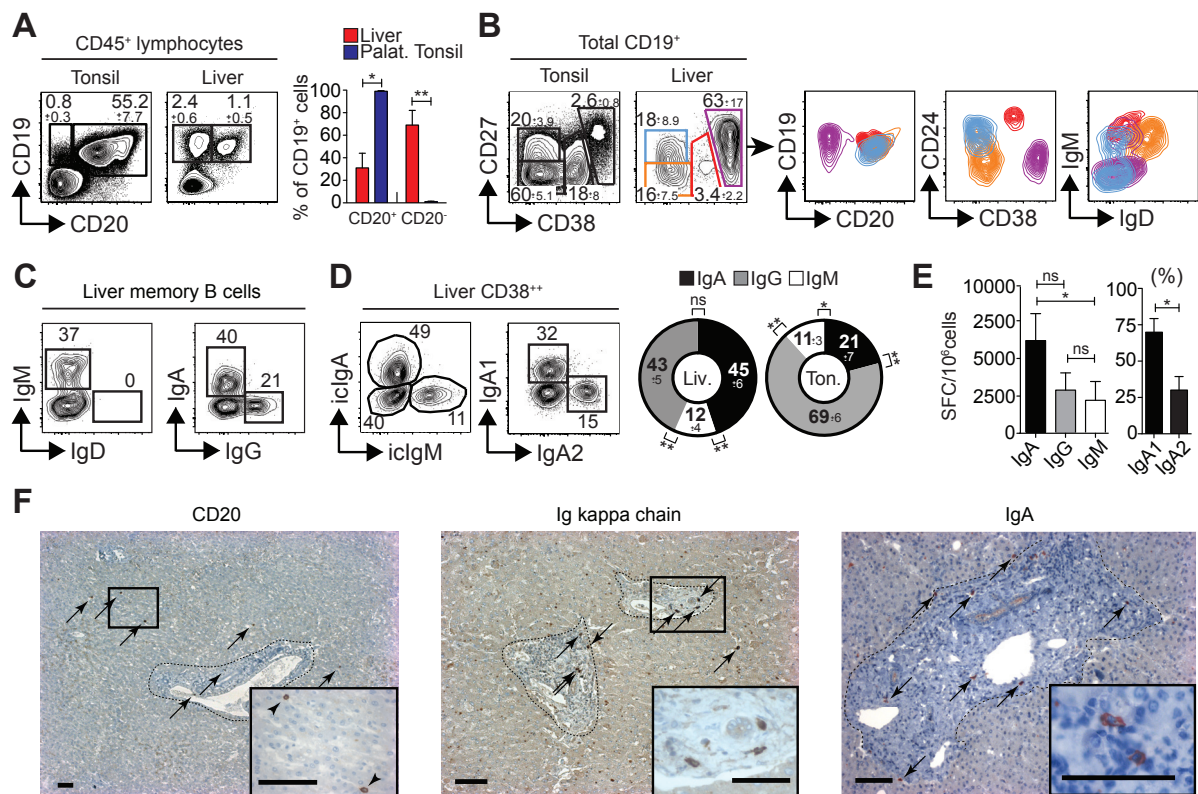 A
CD45+ lymphocytes
Tonsil
Liver
0.8
±0.3
55.2
±7.7
2.4
±0.6
1.1
±0.5
CD19
CD20
Liver
Palat. Tonsil
% of CD19+ cells
100
80
60
40
20
0
*
**
CD20+ CD20-
B
Total CD19+
Tonsil
Liver
2.6±0.8
20±3.9
60±5.1
18±8
63±17
18±8.9
16±7.5
3.4±2.2
CD27
CD38
CD19
CD20
CD24
CD38
IgM
IgD
C
Liver memory B cells
37
0
IgM
IgD
40
21
IgA
IgG
D
Liver CD38++
49
40
11
icIgA
icIgM
32
15
IgA1
IgA2
IgA IgG IgM
ns
43
±5
45
±6
12
±4
Liv.
**
**
*
**
**
11±3
21
±7
69±6
Ton.
E
SFC/10⁶cells
10000
2500
5000
2500
0
ns
*
ns
IgA
IgG
IgM
(%)
100
75
50
25
0
*
IgA1
IgA2
F
CD20
Ig kappa chain
IgA